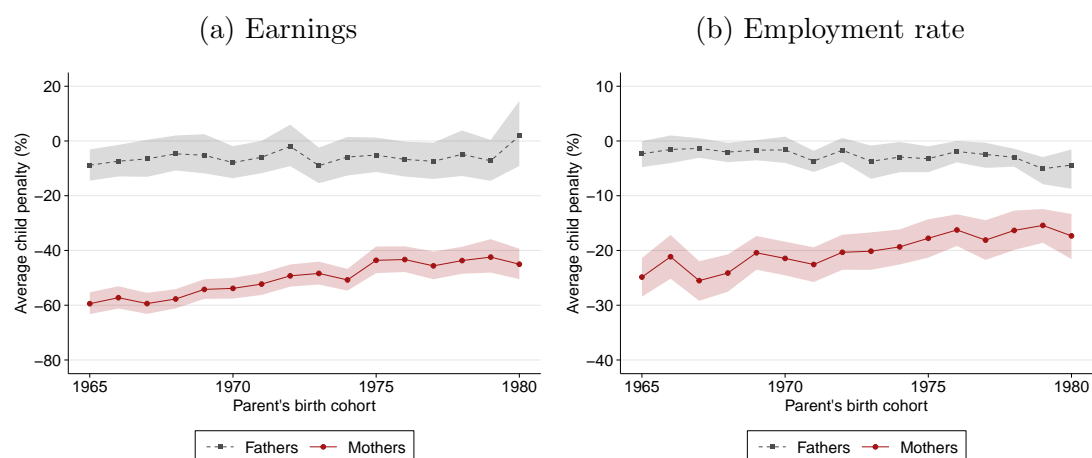 (a) Earnings
Average child penalty (%)
20
0
−20
−40
−60
−80
1965
1970
1975
1980
Parent's birth cohort
Fathers
Mothers
(b) Employment rate
Average child penalty (%)
10
0
−10
−20
−30
−40
1965
1970
1975
1980
Parent's birth cohort
Fathers
Mothers